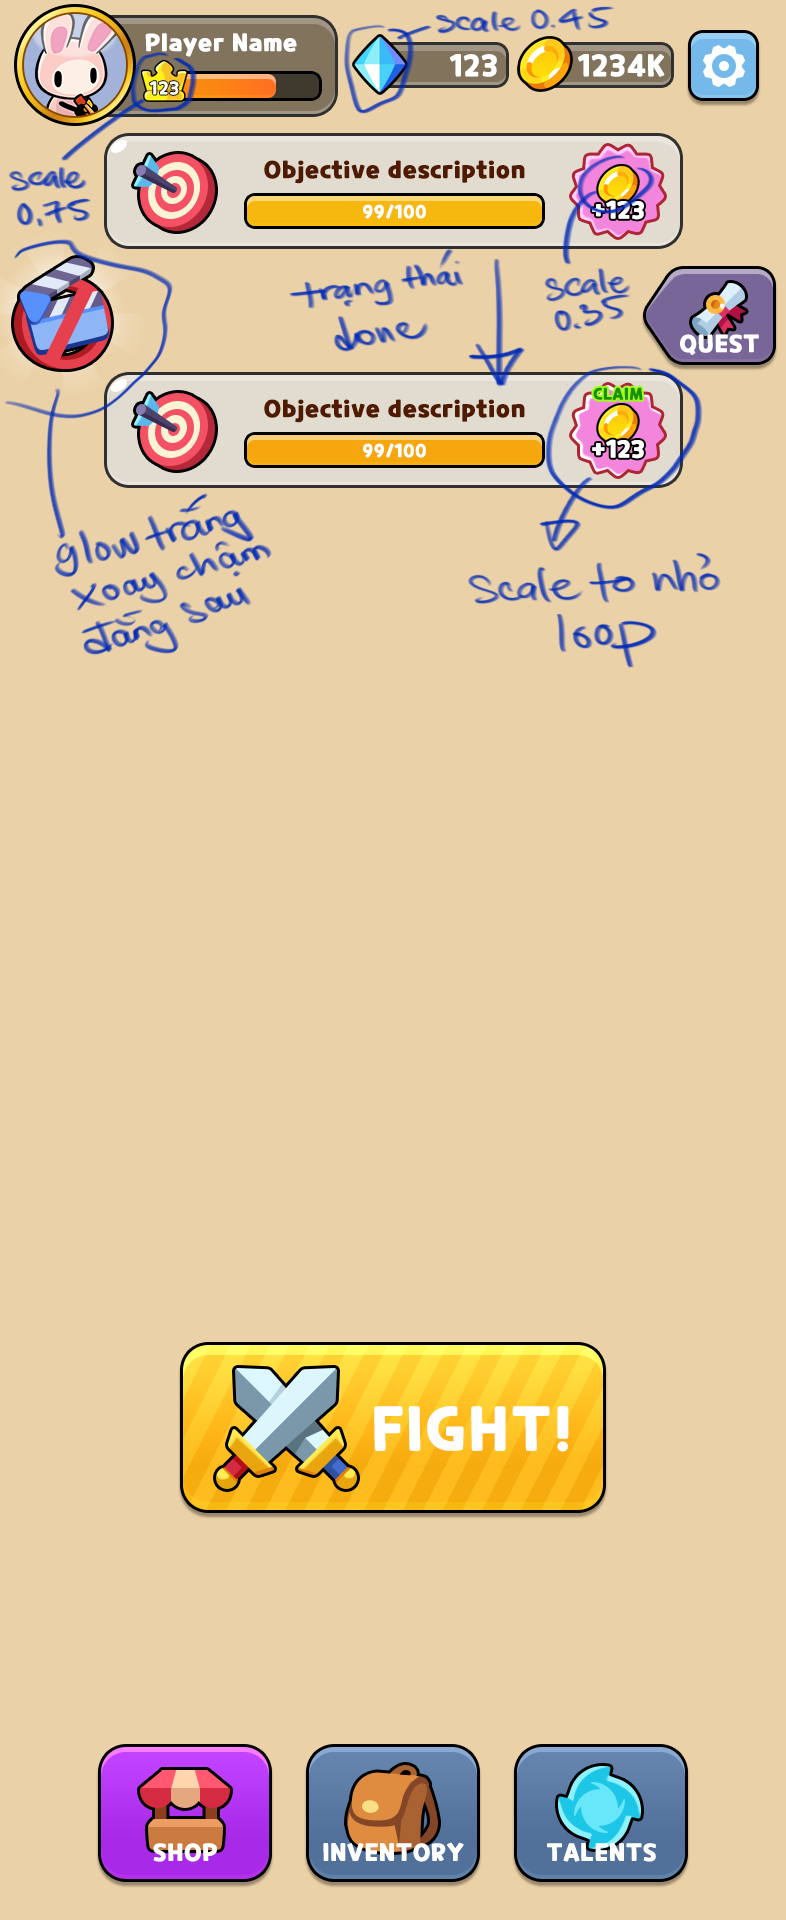 scale 0.45
Player Name
123
123
1234K
scale
0.75
Objective description
99/100
+123
trạng thái
done
scale
0.35
QUEST
CLAIM
Objective description
99/100
+123
glow trắng
xoay chậm
đằng sau
Scale to nhỏ
loop
FIGHT!
SHOP
INVENTORY
TALENTS